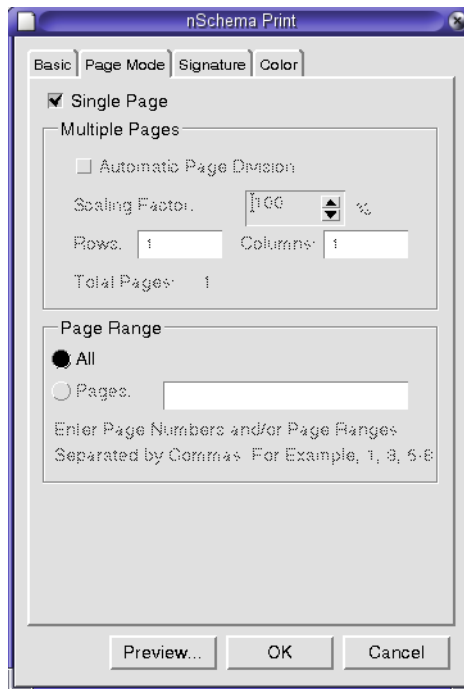 nSchema Print
Basic Page Mode Signature Color
Single Page
Multiple Pages
Automatic Page Division
Scaling Factor: 100 %
Rows: 1 Columns: 1
Total Pages: 1
Page Range
All
Pages:
Enter Page Numbers and/or Page Ranges
Separated by Commas. For Example, 1, 3, 5-8
Preview... OK Cancel